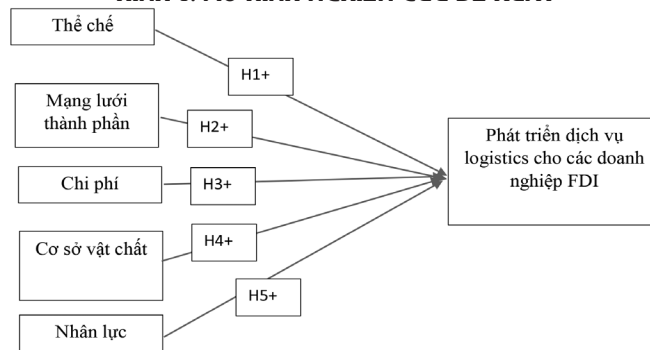 Thể chế
H1+
Mạng lưới
thành phần
H2+
Phát triển dịch vụ
logistics cho các doanh
nghiệp FDI
Chi phí
H3+
Cơ sở vật chất
H4+
H5+
Nhân lực